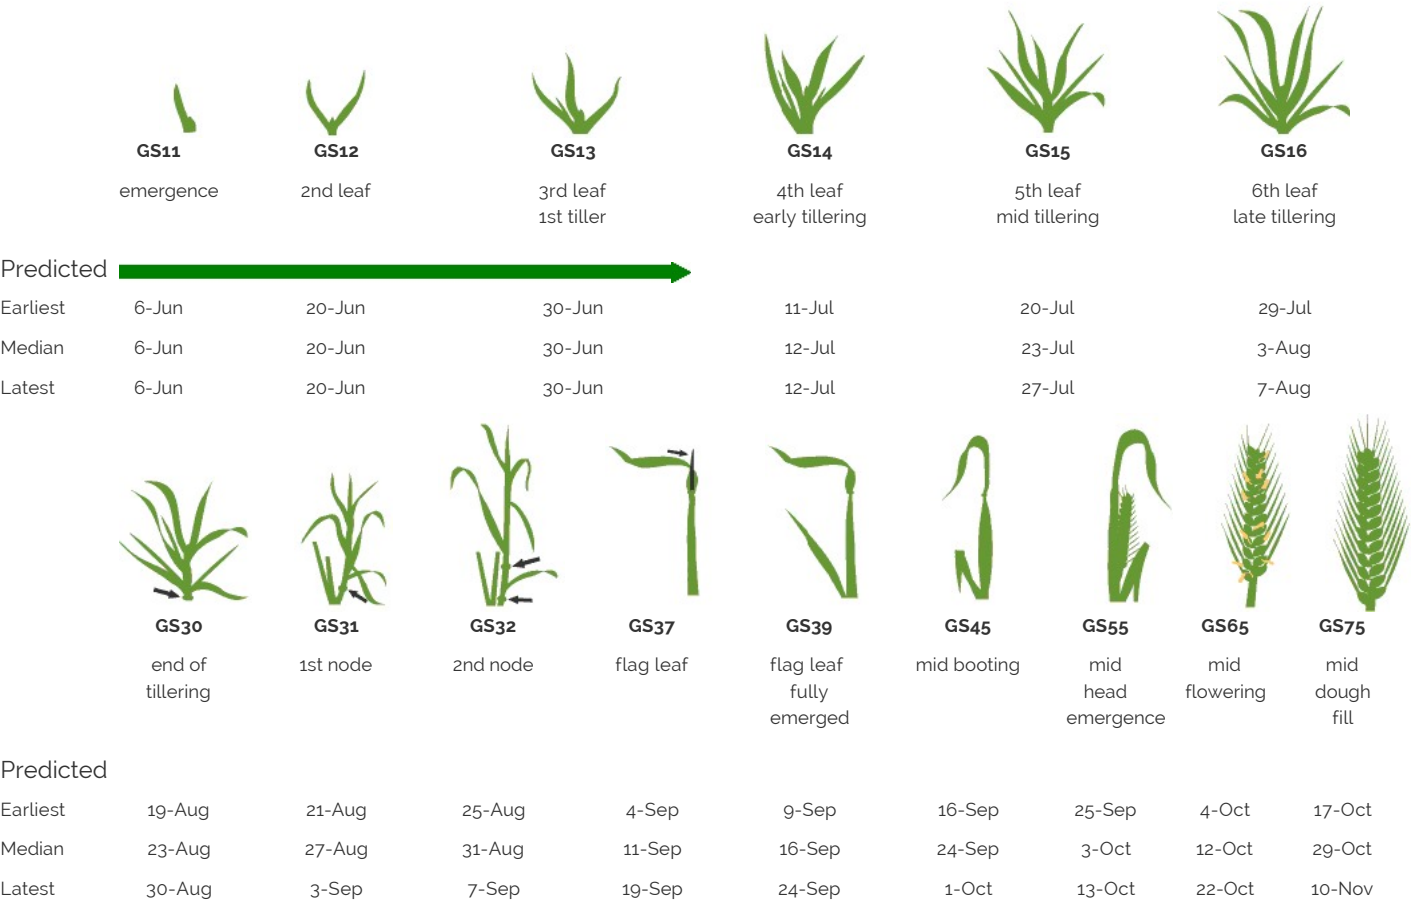 GS11 GS12 GS13 GS14 GS15 GS16
emergence 2nd leaf 3rd leaf 4th leaf 5th leaf 6th leaf
1st tiller early tillering mid tillering late tillering
Predicted
Earliest 6-Jun 20-Jun 30-Jun 11-Jul 20-Jul 29-Jul
Median 6-Jun 20-Jun 30-Jun 12-Jul 23-Jul 3-Aug
Latest 6-Jun 20-Jun 30-Jun 12-Jul 27-Jul 7-Aug
GS30 GS31 GS32 GS37 GS39 GS45 GS55 GS65 GS75
end of 1st node 2nd node flag leaf flag leaf mid booting mid mid mid
tillering fully head flowering dough
emerged emergence fill
Predicted
Earliest 19-Aug 21-Aug 25-Aug 4-Sep 9-Sep 16-Sep 25-Sep 4-Oct 17-Oct
Median 23-Aug 27-Aug 31-Aug 11-Sep 16-Sep 24-Sep 3-Oct 12-Oct 29-Oct
Latest 30-Aug 3-Sep 7-Sep 19-Sep 24-Sep 1-Oct 13-Oct 22-Oct 10-Nov